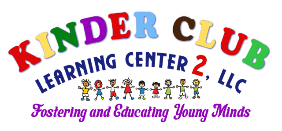 KINDER CLUB
LEARNING CENTER 2, LLC
Fostering and Educating Young Minds